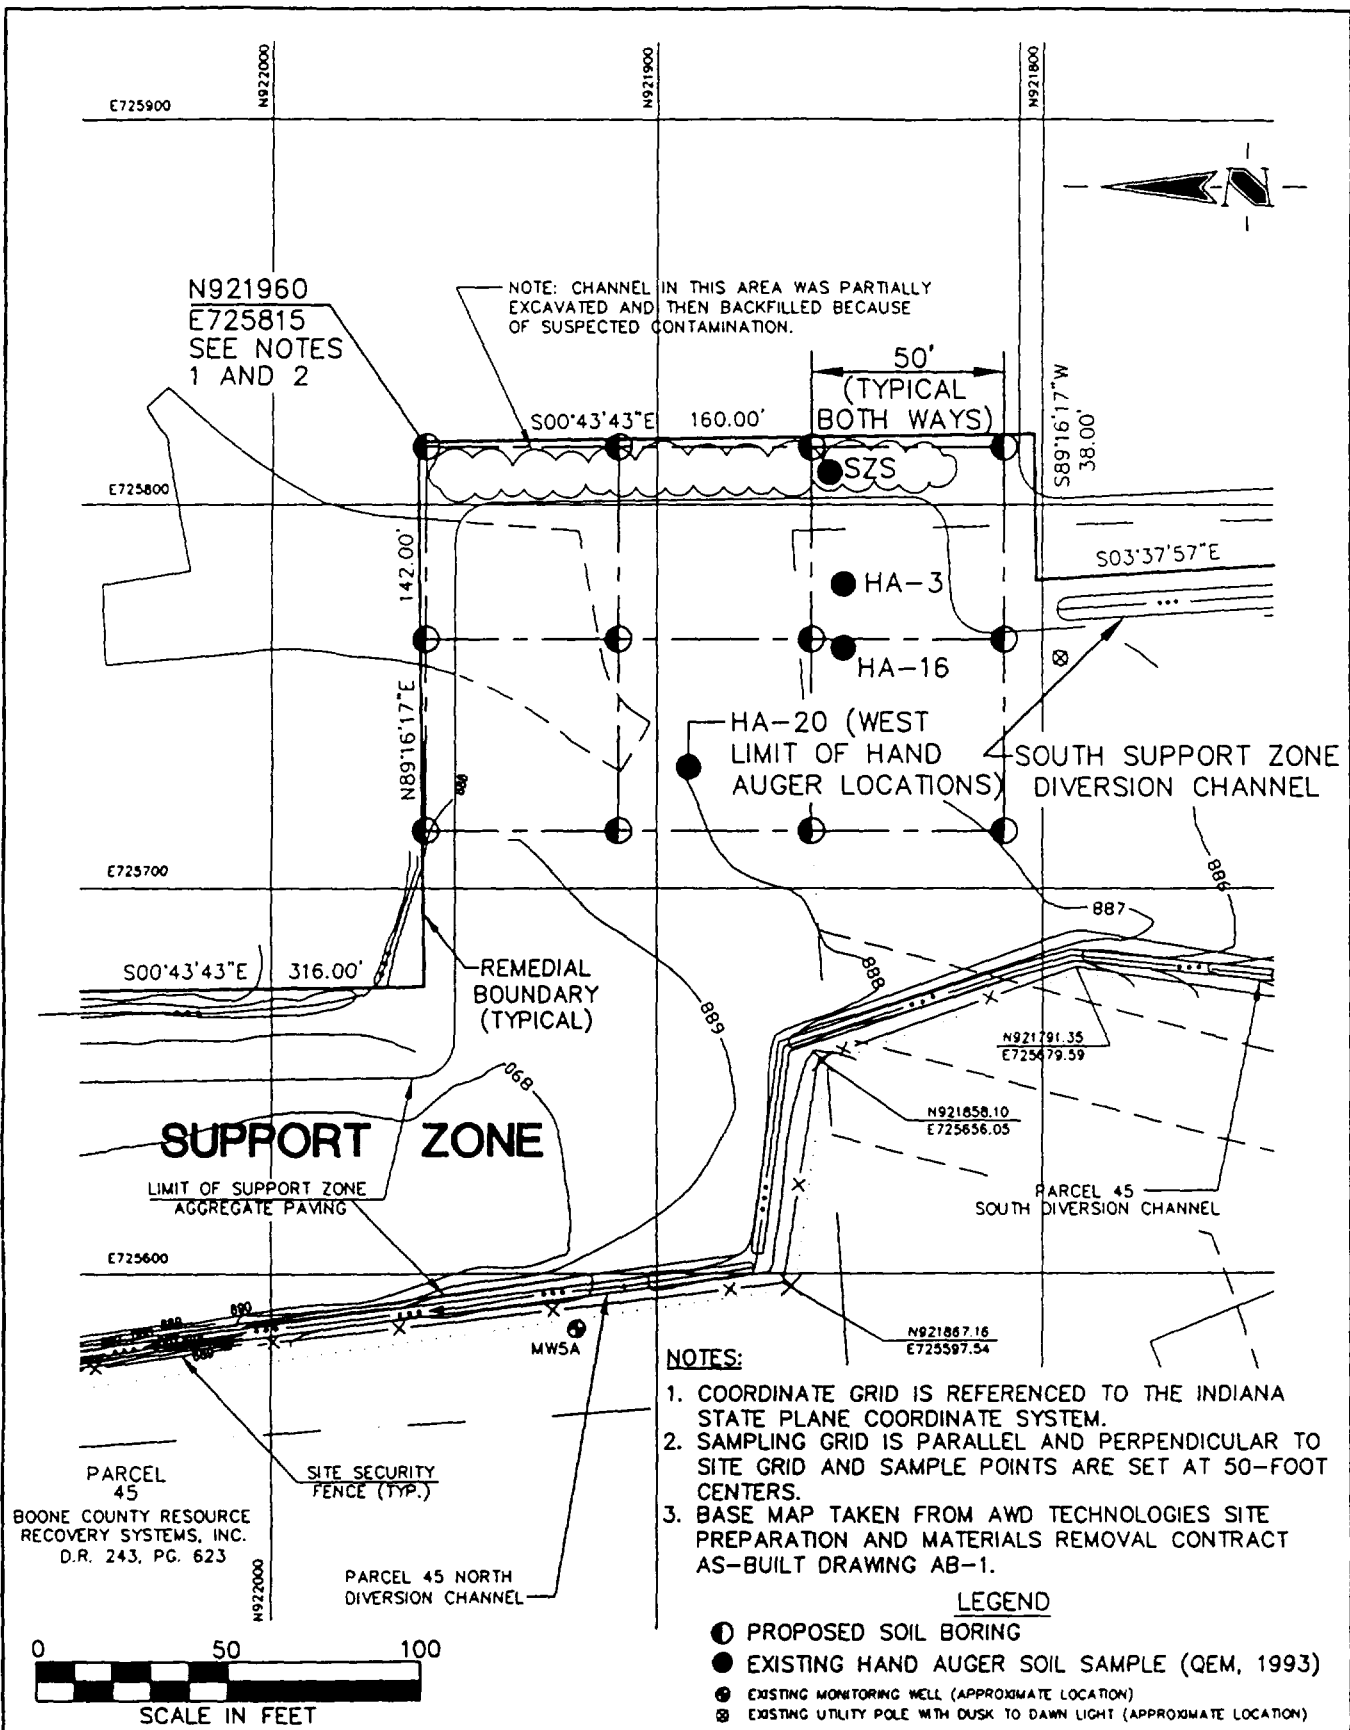 N922000
N921900
N921800
E725900
N
N921960
E725815
SEE NOTES
1 AND 2
NOTE: CHANNEL IN THIS AREA WAS PARTIALLY
EXCAVATED AND THEN BACKFILLED BECAUSE
OF SUSPECTED CONTAMINATION.
50'
(TYPICAL
BOTH WAYS)
S00°43'43"E 160.00'
S89°16'17"W
38.00'
SZS
E725800
142.00'
N89°16'17"E
S03°37'57"E
HA-3
HA-16
HA-20 (WEST
LIMIT OF HAND
AUGER LOCATIONS)
SOUTH SUPPORT ZONE
DIVERSION CHANNEL
E725700
886
887
888
889
890
S00°43'43"E 316.00'
REMEDIAL
BOUNDARY
(TYPICAL)
N921791.35
E725679.59
N921858.10
E725656.05
SUPPORT ZONE
LIMIT OF SUPPORT ZONE
AGGREGATE PAVING
PARCEL 45
SOUTH DIVERSION CHANNEL
E725600
890
MW5A
N921867.16
E725597.54
NOTES:
1. COORDINATE GRID IS REFERENCED TO THE INDIANA
STATE PLANE COORDINATE SYSTEM.
2. SAMPLING GRID IS PARALLEL AND PERPENDICULAR TO
SITE GRID AND SAMPLE POINTS ARE SET AT 50-FOOT
CENTERS.
3. BASE MAP TAKEN FROM AWD TECHNOLOGIES SITE
PREPARATION AND MATERIALS REMOVAL CONTRACT
AS-BUILT DRAWING AB-1.
PARCEL
45
BOONE COUNTY RESOURCE
RECOVERY SYSTEMS, INC.
D.R. 243, PG. 623
SITE SECURITY
FENCE (TYP.)
N922000
PARCEL 45 NORTH
DIVERSION CHANNEL
LEGEND
PROPOSED SOIL BORING
EXISTING HAND AUGER SOIL SAMPLE (QEM, 1993)
EXISTING MONITORING WELL (APPROXIMATE LOCATION)
EXISTING UTILITY POLE WITH DUSK TO DAWN LIGHT (APPROXIMATE LOCATION)
0 50 100
SCALE IN FEET